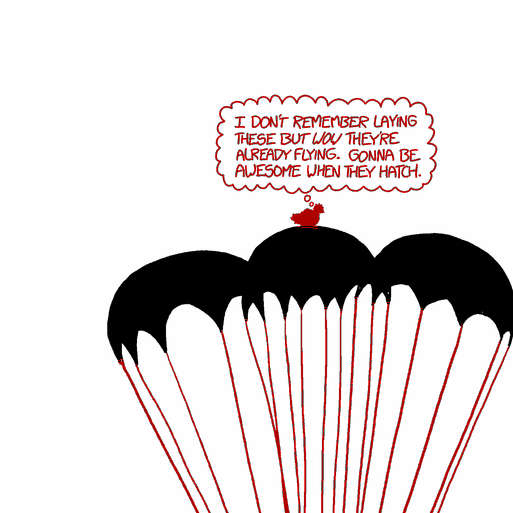 I DON'T REMEMBER LAYING
THESE BUT WOW THEY'RE
ALREADY FLYING. GONNA BE
AWESOME WHEN THEY HATCH.